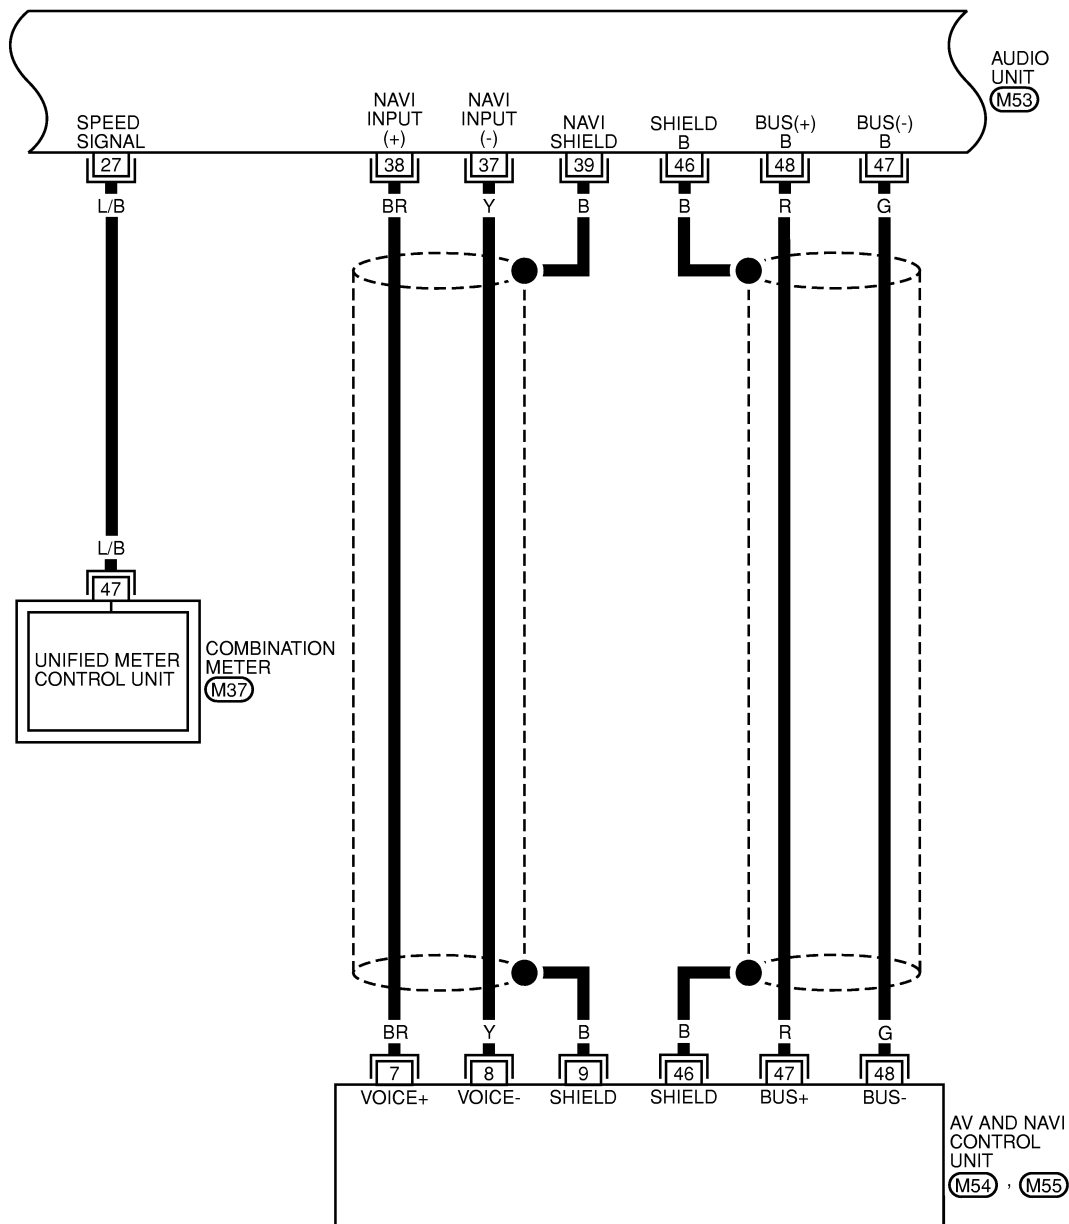 AUDIO
UNIT
M53
SPEED
SIGNAL
NAVI
INPUT
(+)
NAVI
INPUT
(-)
NAVI
SHIELD
SHIELD
B
BUS(+)
B
BUS(-)
B
27
38
37
39
46
48
47
L/B
BR
Y
B
B
R
G
L/B
47
UNIFIED METER
CONTROL UNIT
COMBINATION
METER
M37
BR
Y
B
B
R
G
7
8
9
46
47
48
VOICE+
VOICE-
SHIELD
SHIELD
BUS+
BUS-
AV AND NAVI
CONTROL
UNIT
M54 , M55